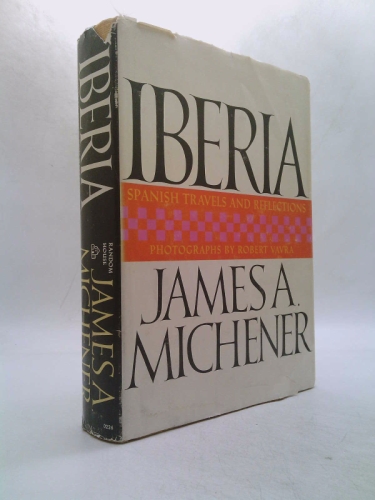 IBERIA
SPANISH TRAVELS AND REFLECTIONS
PHOTOGRAPHS BY ROBERT VAVRA
JAMES A.
MICHENER
IBERIA
RANDOM
HOUSE
JAMES A.
MICHENER